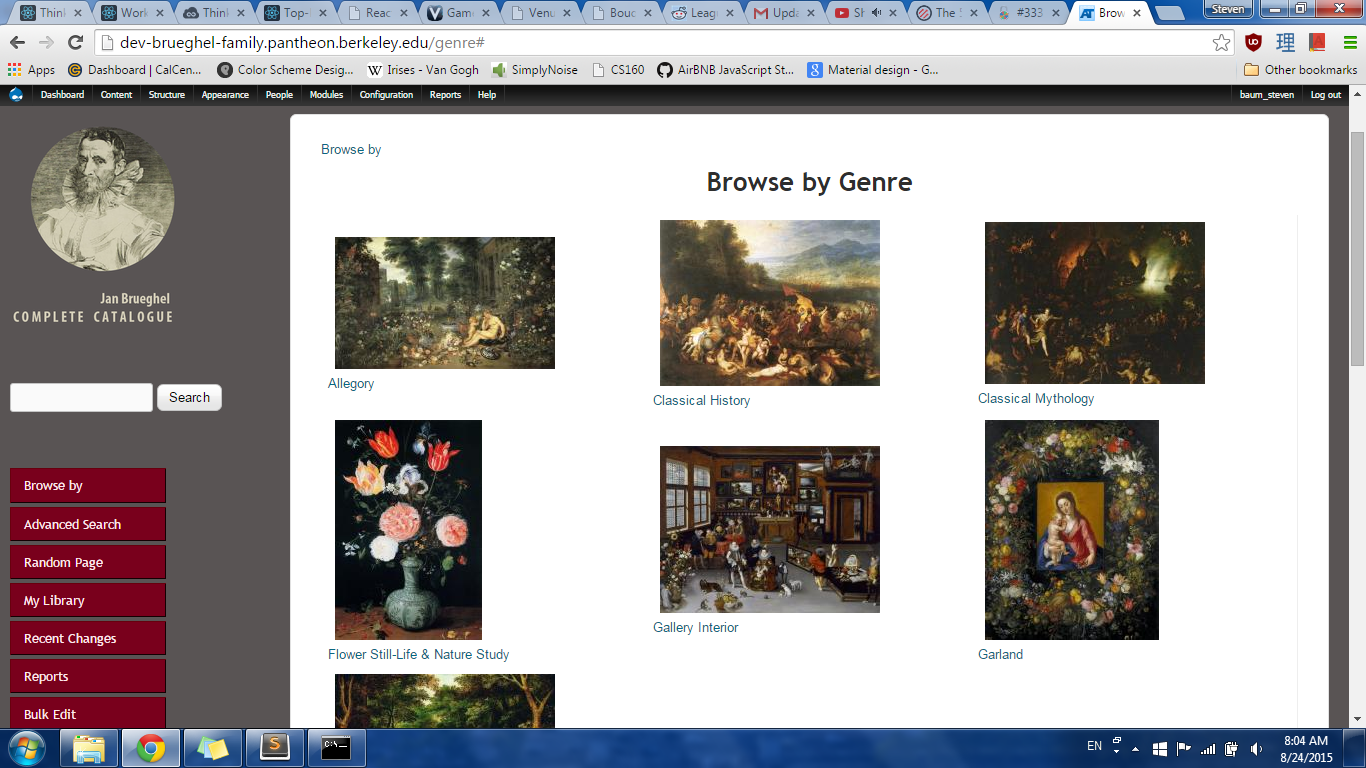 Think
Work
Think
Top-I
Reac
Game
Venu
Bouc
Leag
Upda
Sh
The
#333
Brow
Steven
dev-brueghel-family.pantheon.berkeley.edu/genre#
Apps
Dashboard | CalCen...
Color Scheme Desig...
W Irises - Van Gogh
SimplyNoise
CS160
AirBNB JavaScript St...
Material design - G...
Other bookmarks
Dashboard Content Structure Appearance People Modules Configuration Reports Help
baum_steven Log out
Jan Brueghel
COMPLETE CATALOGUE
Search
Browse by
Advanced Search
Random Page
My Library
Recent Changes
Reports
Bulk Edit
Browse by
Browse by Genre
Allegory
Classical History
Classical Mythology
Flower Still-Life & Nature Study
Gallery Interior
Garland
EN
8:04 AM
8/24/2015